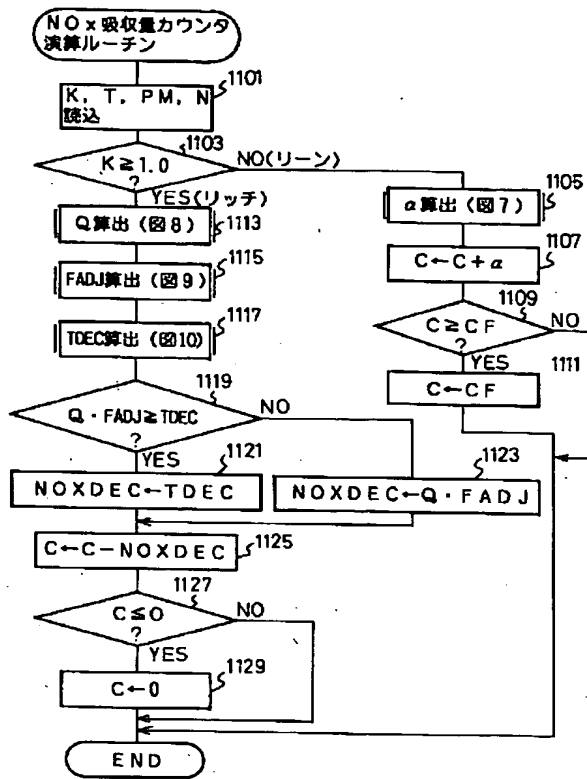 NOx吸収量カウンタ
演算ルーチン
1101
K, T, PM, N
読込
1103
K≧1.0
?
NO(リーン)
YES(リッチ)
Q算出(図8)
1113
α算出(図7)
1105
FADJ算出(図9)
1115
C←C+α
1107
TDEC算出(図10)
1117
C≧CF
?
1109
NO
YES
C←CF
1111
1119
Q・FADJ≧TDEC
?
NO
YES
1121
NOXDEC←TDEC
1123
NOXDEC←Q・FADJ
C←C−NOXDEC
1125
1127
C≦0
?
NO
YES
C←0
1129
END